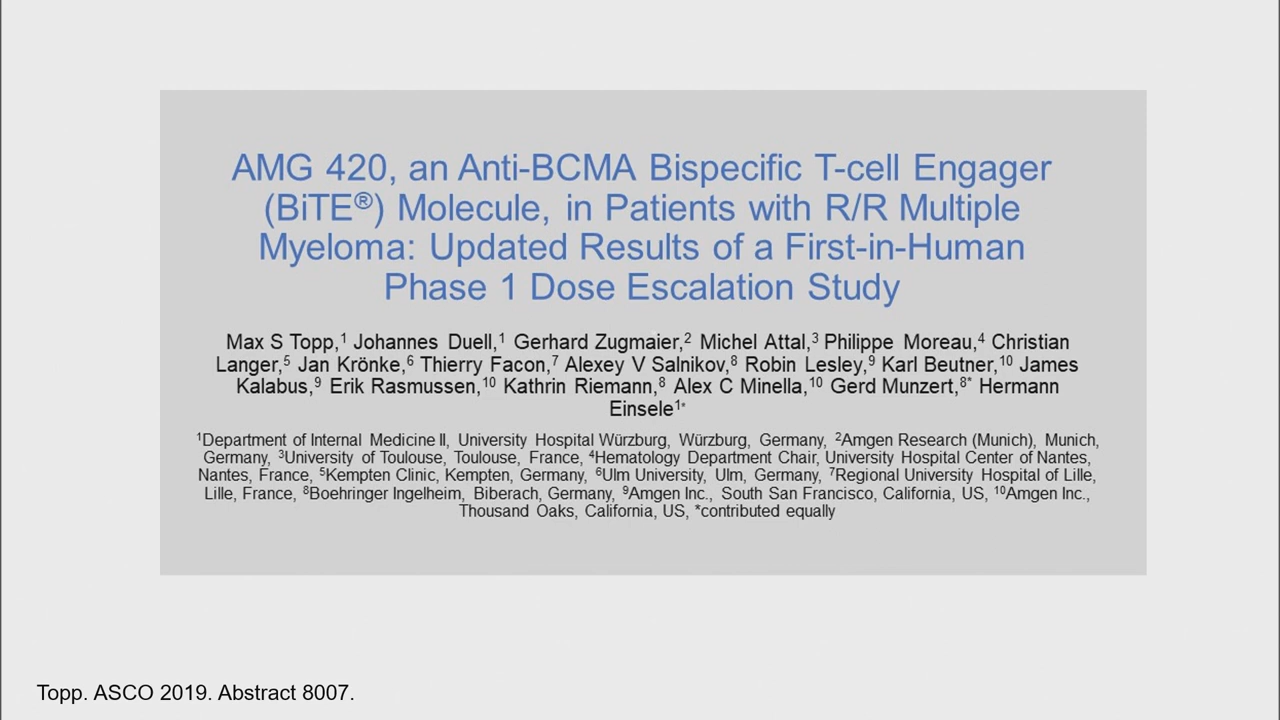 AMG 420, an Anti-BCMA Bispecific T-cell Engager
(BiTE®) Molecule, in Patients with R/R Multiple
Myeloma: Updated Results of a First-in-Human
Phase 1 Dose Escalation Study
Max S Topp,¹ Johannes Duell,¹ Gerhard Zugmaier,² Michel Attal,³ Philippe Moreau,⁴ Christian
Langer,⁵ Jan Krönke,⁶ Thierry Facon,⁷ Alexey V Salnikov,⁸ Robin Lesley,⁹ Karl Beutner,¹⁰ James
Kalabus,⁹ Erik Rasmussen,¹⁰ Kathrin Riemann,⁸ Alex C Minella,¹⁰ Gerd Munzert,⁸* Hermann
Einsele¹*
¹Department of Internal Medicine II, University Hospital Würzburg, Würzburg, Germany, ²Amgen Research (Munich), Munich,
Germany, ³University of Toulouse, Toulouse, France, ⁴Hematology Department Chair, University Hospital Center of Nantes,
Nantes, France, ⁵Kempten Clinic, Kempten, Germany, ⁶Ulm University, Ulm, Germany, ⁷Regional University Hospital of Lille,
Lille, France, ⁸Boehringer Ingelheim, Biberach, Germany, ⁹Amgen Inc., South San Francisco, California, US, ¹⁰Amgen Inc.,
Thousand Oaks, California, US, *contributed equally
Topp. ASCO 2019. Abstract 8007.